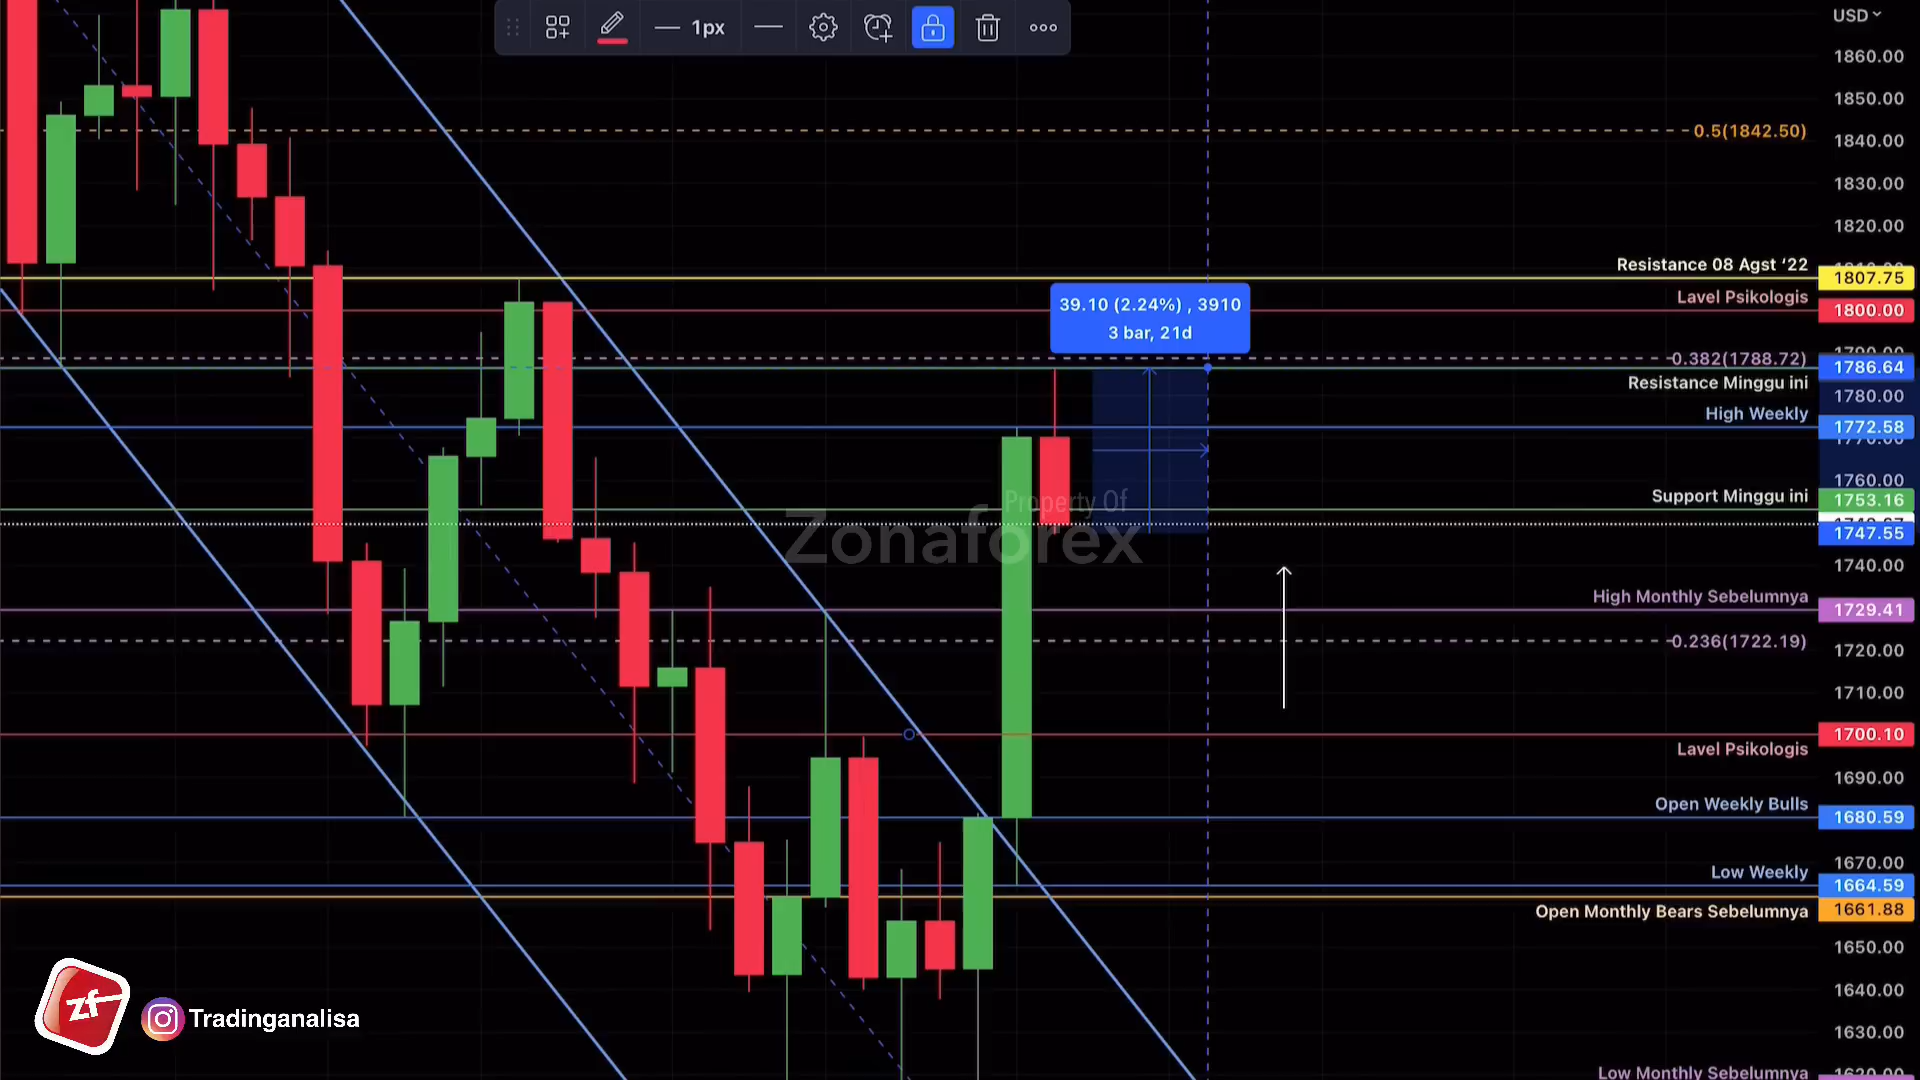 1px
USD
1860.00
1850.00
0.5(1842.50)
1840.00
1830.00
1820.00
Resistance 08 Agst ‘22
1807.75
Lavel Psikologis
1800.00
39.10 (2.24%) , 3910
3 bar, 21d
0.382(1788.72)
1786.64
Resistance Minggu ini
1780.00
High Weekly
1772.58
1760.00
Support Minggu ini
1753.16
Property Of
Zonaforex
1747.55
1740.00
High Monthly Sebelumnya
1729.41
0.236(1722.19)
1720.00
1710.00
1700.10
Lavel Psikologis
1690.00
Open Weekly Bulls
1680.59
1670.00
Low Weekly
1664.59
Open Monthly Bears Sebelumnya
1661.88
1650.00
1640.00
1630.00
zf
Tradinganalisa
Low Monthly Sebelumnya